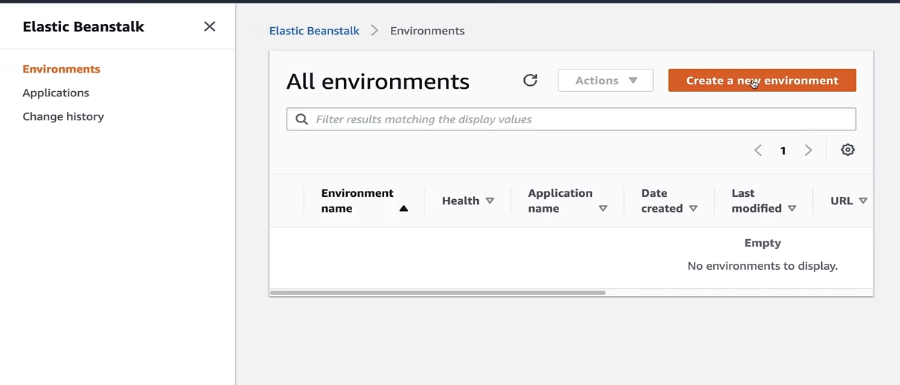 Elastic Beanstalk
Environments
Applications
Change history
Elastic Beanstalk Environments
All environments
Actions
Create a new environment
Filter results matching the display values
1
Environment name
Health
Application name
Date created
Last modified
URL
Empty
No environments to display.